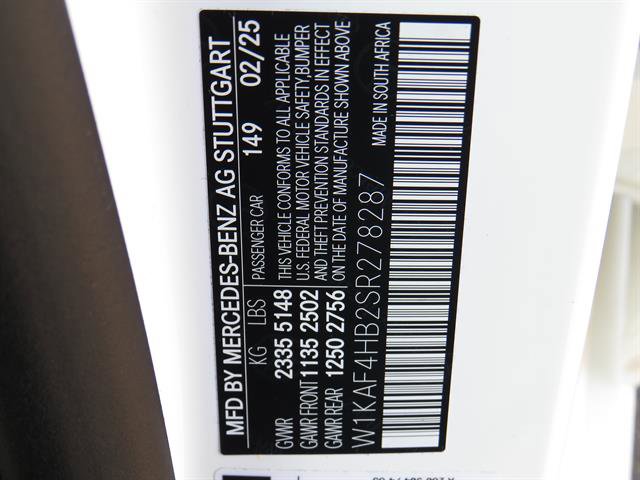 MFD BY MERCEDES-BENZ AG STUTTGART
KG LBS PASSENGER CAR 149 02/25
GVWR 2335 5148 THIS VEHICLE CONFORMS TO ALL APPLICABLE
U.S. FEDERAL MOTOR VEHICLE SAFETY,BUMPER
GAWR FRONT 1135 2502 AND THEFT PREVENTION STANDARDS IN EFFECT
GAWR REAR 1250 2756 ON THE DATE OF MANUFACTURE SHOWN ABOVE
W1KAF4HB2SR278287 MADE IN SOUTH AFRICA